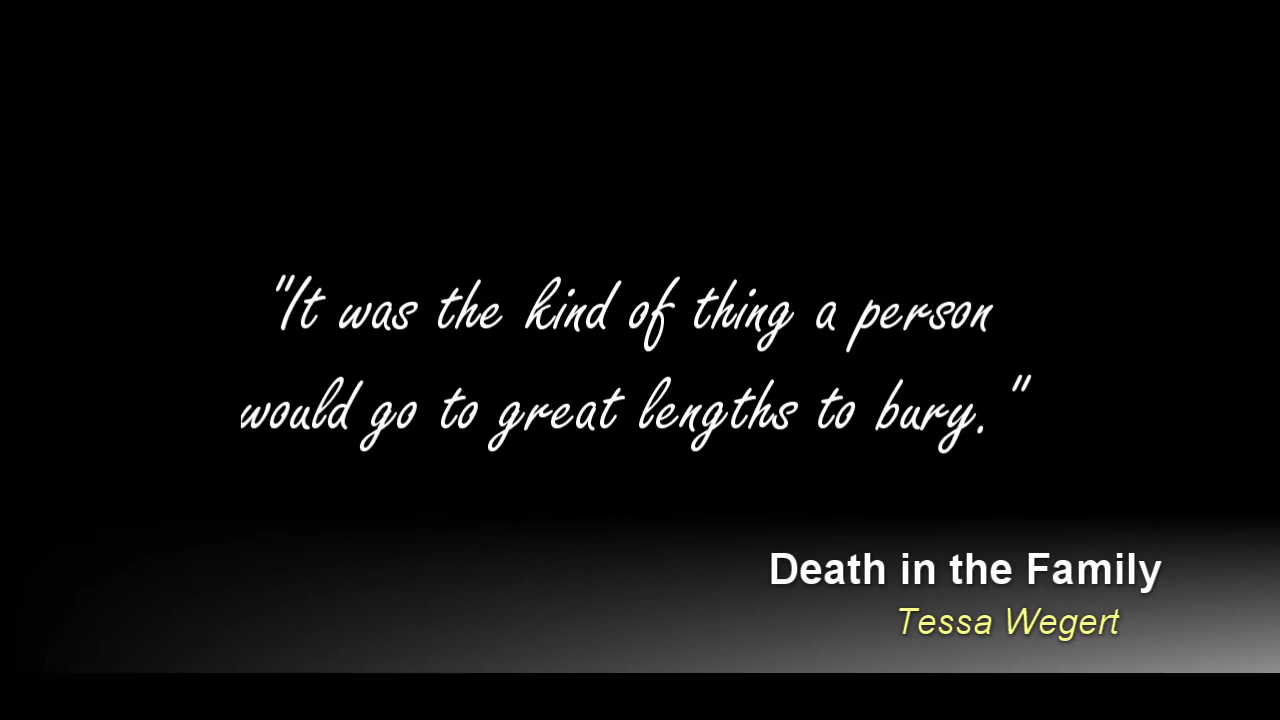 "It was the kind of thing a person
would go to great lengths to bury."
Death in the Family
Tessa Wegert